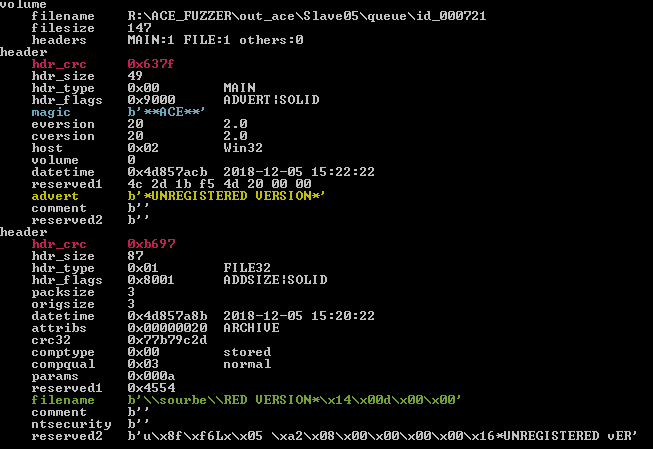 volume
    filename    R:\ACE_FUZZER\out_ace\Slave05\queue\id_000721
    filesize    147
    headers     MAIN:1 FILE:1 others:0
header
    hdr_crc     0x637f
    hdr_size    49
    hdr_type    0x00        MAIN
    hdr_flags   0x9000      ADVERT|SOLID
    magic       b'**ACE**'
    eversion    20          2.0
    cversion    20          2.0
    host        0x02        Win32
    volume      0
    datetime    0x4d857acb  2018-12-05 15:22:22
    reserved1   4c 2d 1b f5 4d 20 00 00
    advert      b'*UNREGISTERED VERSION*'
    comment     b''
    reserved2   b''
header
    hdr_crc     0xb697
    hdr_size    87
    hdr_type    0x01        FILE32
    hdr_flags   0x8001      ADDSIZE|SOLID
    packsize    3
    origsize    3
    datetime    0x4d857a8b  2018-12-05 15:20:22
    attribs     0x00000020  ARCHIVE
    crc32       0x77b79c2d
    comptype    0x00        stored
    compqual    0x03        normal
    params      0x000a
    reserved1   0x4554
    filename    b'\\sourbe\\RED VERSION*\x14\x00d\x00\x00'
    comment     b''
    ntsecurity  b''
    reserved2   b'u\x8f\xf6Lx\x05 \xa2\x08\x00\x00\x00\x00\x16*UNREGISTERED vER'